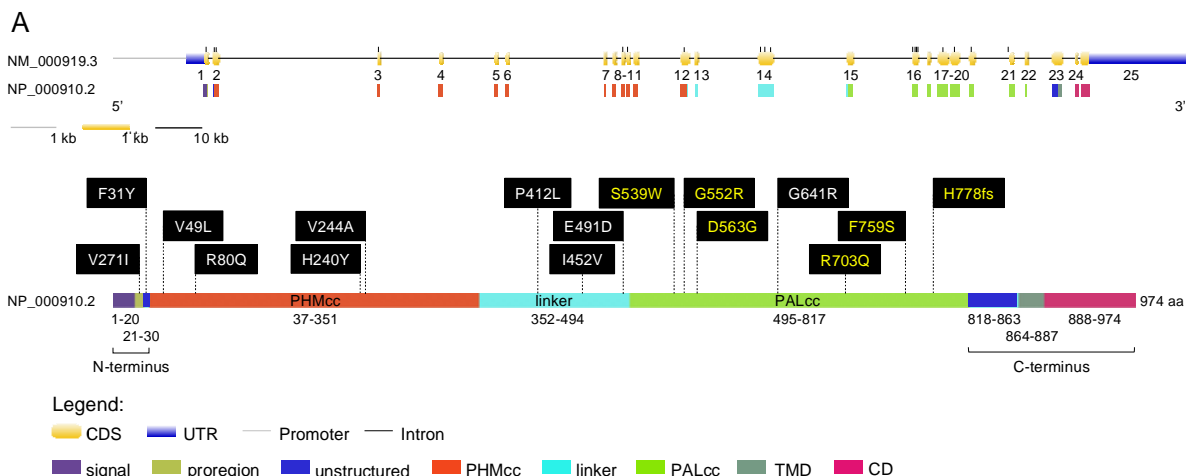 A
NM_000919.3
1 2 3 4 5 6 7 8-11 12 13 14 15 16 17-20 21 22 23 24 25
NP_000910.2
5’ 3’
1 kb 1 kb 10 kb
F31Y P412L S539W G552R G641R H778fs
V49L V244A E491D D563G F759S
V271I R80Q H240Y I452V R703Q
NP_000910.2 PHMcc linker PALcc 974 aa
1-20 37-351 352-494 495-817 818-863 888-974
21-30 864-887
N-terminus C-terminus
Legend:
CDS UTR Promoter Intron
signal proregion unstructured PHMcc linker PALcc TMD CD